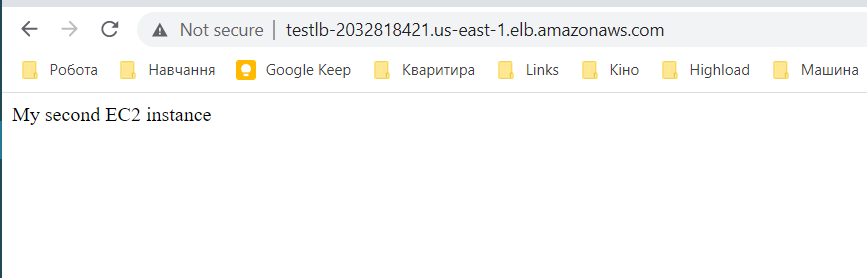 Not secure | testlb-2032818421.us-east-1.elb.amazonaws.com
Робота Навчання Google Keep Кваритира Links Кіно Highload Машина
My second EC2 instance